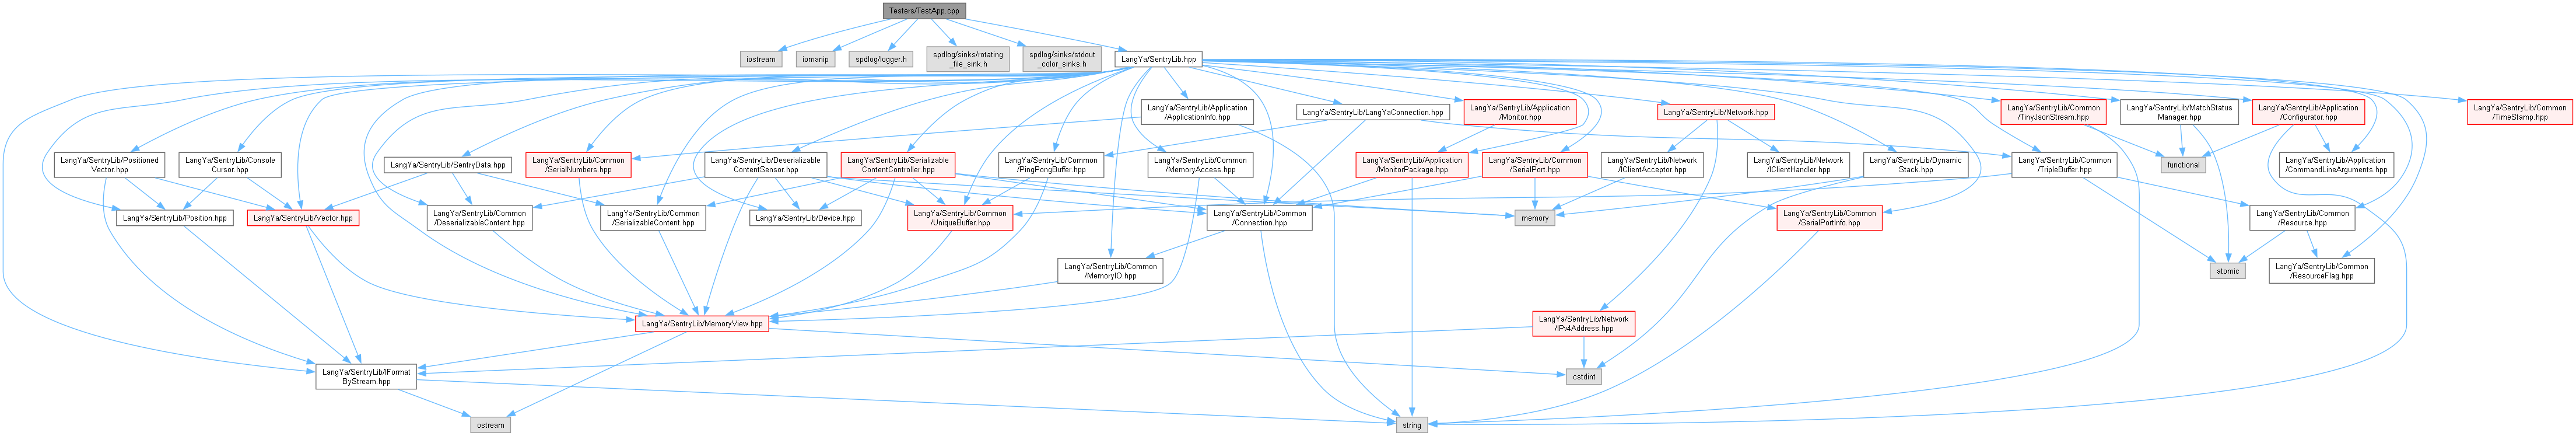 Testers/TestApp.cpp
iostream
iomanip
spdlog/logger.h
spdlog/sinks/rotating
_file_sink.h
spdlog/sinks/stdout
_color_sinks.h
LangYa/SentryLib.hpp
LangYa/SentryLib/Application
/ApplicationInfo.hpp
LangYa/SentryLib/LangYaConnection.hpp
LangYa/SentryLib/Application
/Monitor.hpp
LangYa/SentryLib/Network.hpp
LangYa/SentryLib/Common
/TinyJsonStream.hpp
LangYa/SentryLib/MatchStatus
Manager.hpp
LangYa/SentryLib/Application
/Configurator.hpp
LangYa/SentryLib/Common
/TimeStamp.hpp
LangYa/SentryLib/Positioned
Vector.hpp
LangYa/SentryLib/Console
Cursor.hpp
LangYa/SentryLib/SentryData.hpp
LangYa/SentryLib/Common
/SerialNumbers.hpp
LangYa/SentryLib/Deserializable
ContentSensor.hpp
LangYa/SentryLib/Serializable
ContentController.hpp
LangYa/SentryLib/Common
/PingPongBuffer.hpp
LangYa/SentryLib/Common
/MemoryAccess.hpp
LangYa/SentryLib/Application
/MonitorPackage.hpp
LangYa/SentryLib/Common
/SerialPort.hpp
LangYa/SentryLib/Network
/IClientAcceptor.hpp
LangYa/SentryLib/Network
/IClientHandler.hpp
LangYa/SentryLib/Dynamic
Stack.hpp
LangYa/SentryLib/Common
/TripleBuffer.hpp
functional
LangYa/SentryLib/Application
/CommandLineArguments.hpp
LangYa/SentryLib/Position.hpp
LangYa/SentryLib/Vector.hpp
LangYa/SentryLib/Common
/DeserializableContent.hpp
LangYa/SentryLib/Common
/SerializableContent.hpp
LangYa/SentryLib/Device.hpp
LangYa/SentryLib/Common
/UniqueBuffer.hpp
LangYa/SentryLib/Common
/Connection.hpp
memory
LangYa/SentryLib/Common
/SerialPortInfo.hpp
LangYa/SentryLib/Common
/Resource.hpp
LangYa/SentryLib/Common
/MemoryIO.hpp
atomic
LangYa/SentryLib/Common
/ResourceFlag.hpp
LangYa/SentryLib/MemoryView.hpp
LangYa/SentryLib/Network
/IPv4Address.hpp
LangYa/SentryLib/IFormat
ByStream.hpp
cstdint
ostream
string